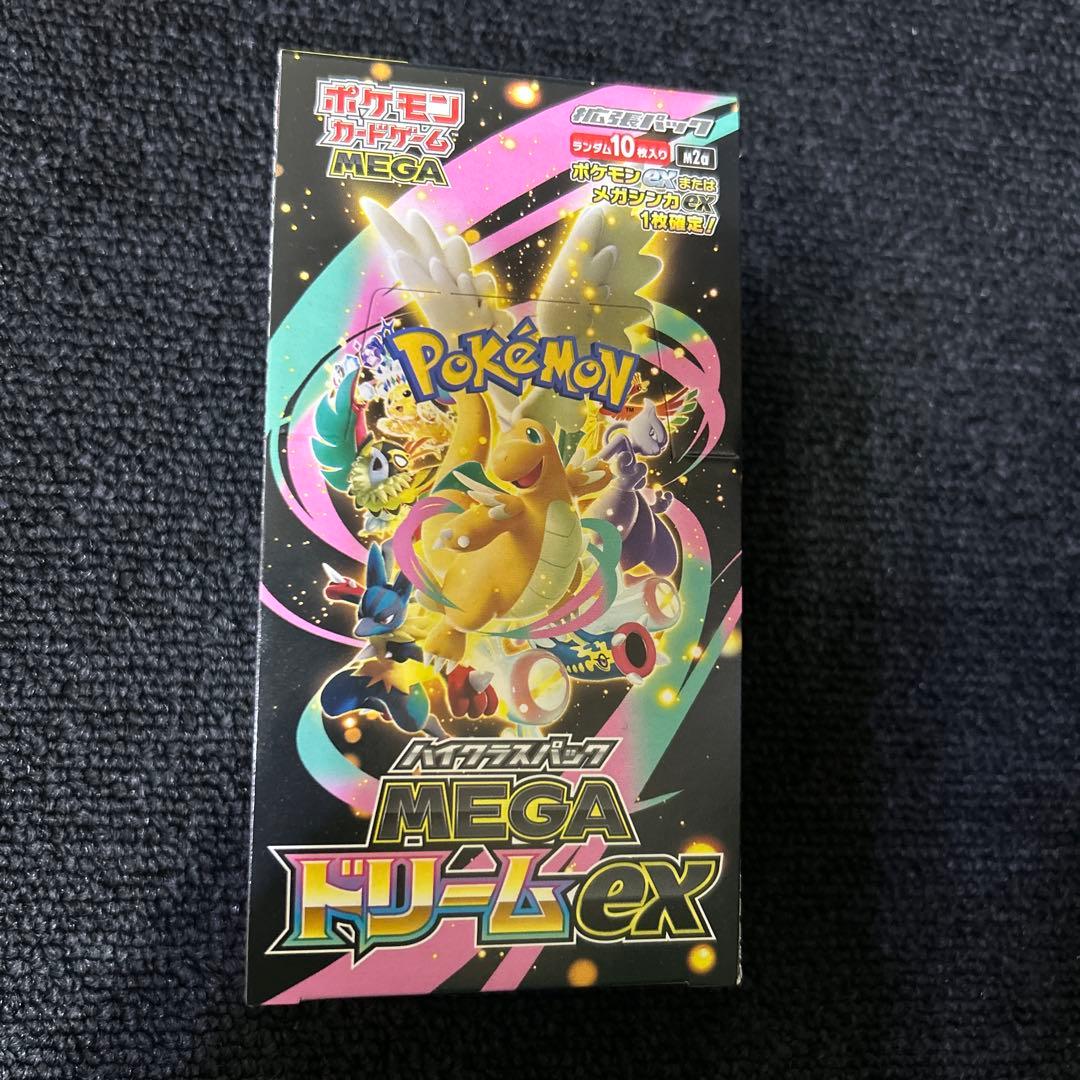 ポケモン
カードゲーム
MEGA
拡張パック
ランダム10枚入り M2a
ポケモンexまたは
メガシンカex
1枚確定!
POKÉMON
TM
ハイクラスパック
MEGA
ドリームex